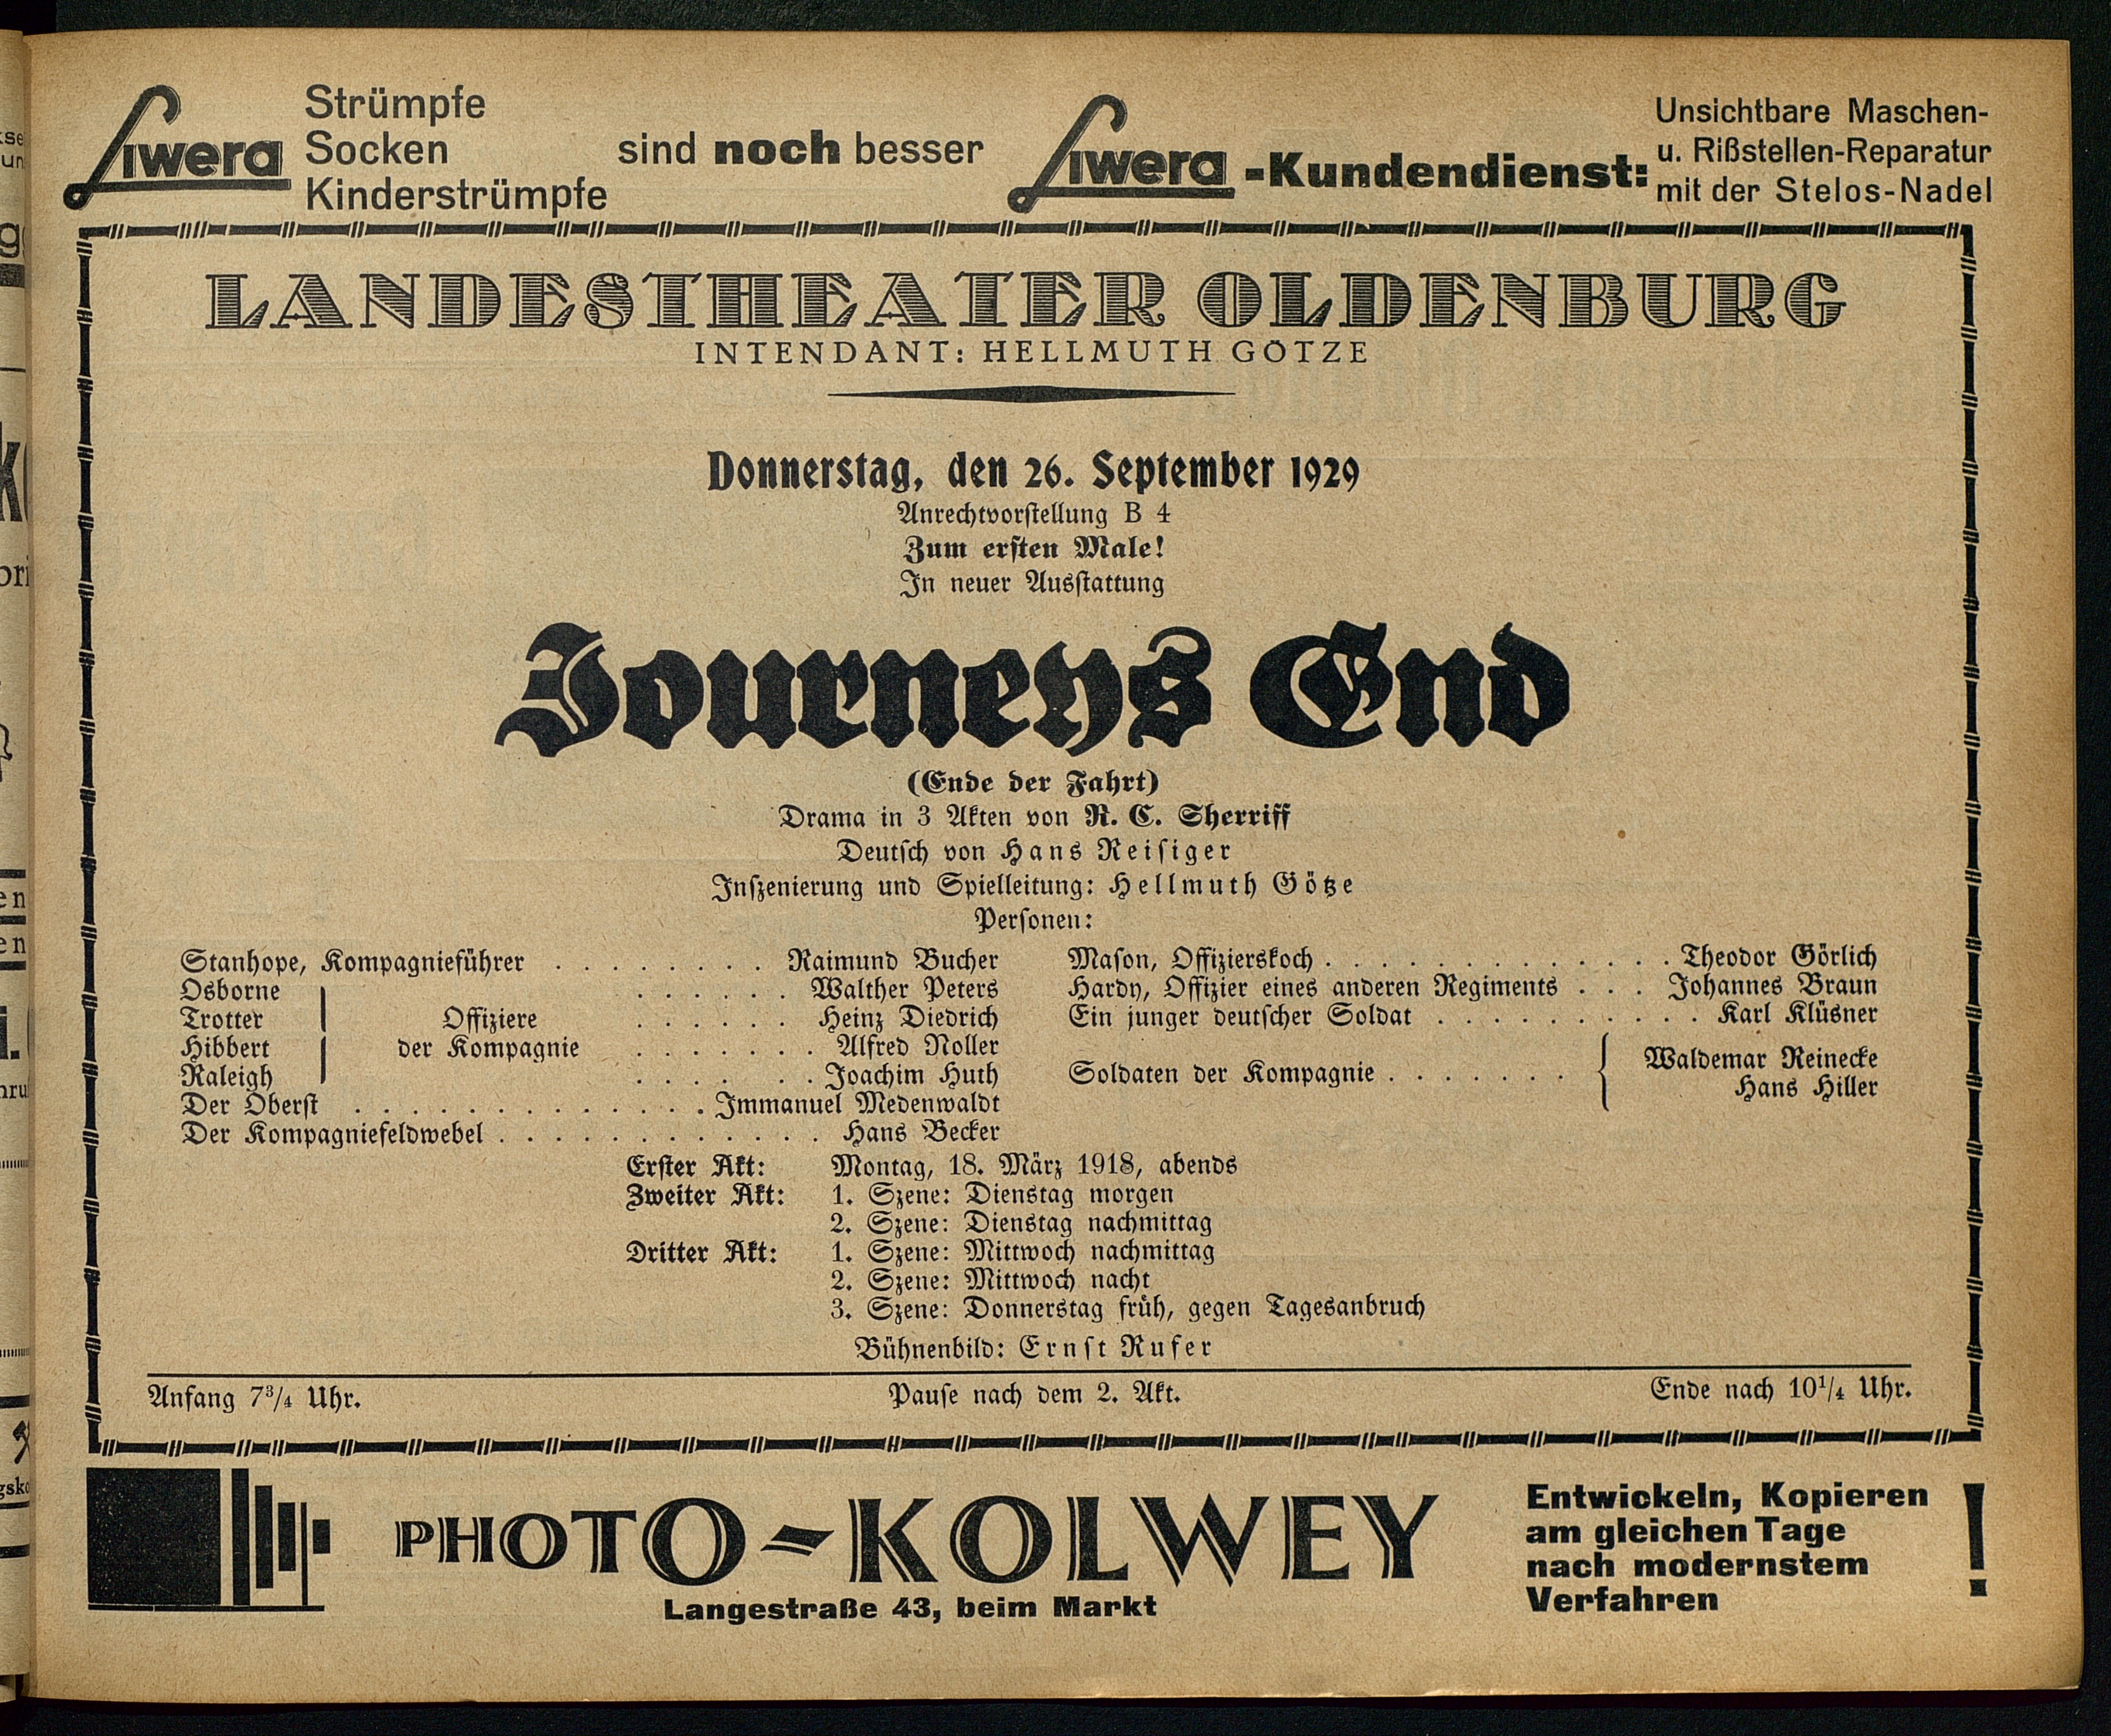 Liwera Strümpfe
Socken
Kinderstrümpfe
sind noch besser
Liwera-Kundendienst:
Unsichtbare Maschen-
u. Rißstellen-Reparatur
mit der Stelos-Nadel
LANDESTHEATER OLDENBURG
INTENDANT: HELLMUTH GÖTZE
Donnerstag, den 26. September 1929
Anrechtvorstellung B 4
Zum ersten Male!
In neuer Ausstattung
Journeys End
(Ende der Fahrt)
Drama in 3 Akten von R. C. Sherriff
Deutsch von Hans Reisiger
Inszenierung und Spielleitung: Hellmuth Götze
Personen:
Stanhope, Kompagnieführer . . . . . . . . Raimund Bucher
Osborne . . . . . . Walther Peters
Trotter Offiziere . . . . . . Heinz Diedrich
Hibbert der Kompagnie . . . . . . . Alfred Noller
Raleigh . . . . . . Joachim Huth
Der Oberst . . . . . . . . . . . . . Immanuel Medenwaldt
Der Kompagniefeldwebel . . . . . . . . . . . . Hans Becker
Mason, Offizierskoch . . . . . . . . . . . . . Theodor Görlich
Hardy, Offizier eines anderen Regiments . . . Johannes Braun
Ein junger deutscher Soldat . . . . . . . . . . Karl Klüsner
Soldaten der Kompagnie . . . . . . . { Waldemar Reinecke
Hans Hiller
Erster Akt: Montag, 18. März 1918, abends
Zweiter Akt: 1. Szene: Dienstag morgen
2. Szene: Dienstag nachmittag
Dritter Akt: 1. Szene: Mittwoch nachmittag
2. Szene: Mittwoch nacht
3. Szene: Donnerstag früh, gegen Tagesanbruch
Bühnenbild: Ernst Rufer
Anfang 7³/₄ Uhr. Pause nach dem 2. Akt. Ende nach 10¹/₄ Uhr.
PHOTO-KOLWEY
Langestraße 43, beim Markt
Entwickeln, Kopieren
am gleichen Tage
nach modernstem
Verfahren !